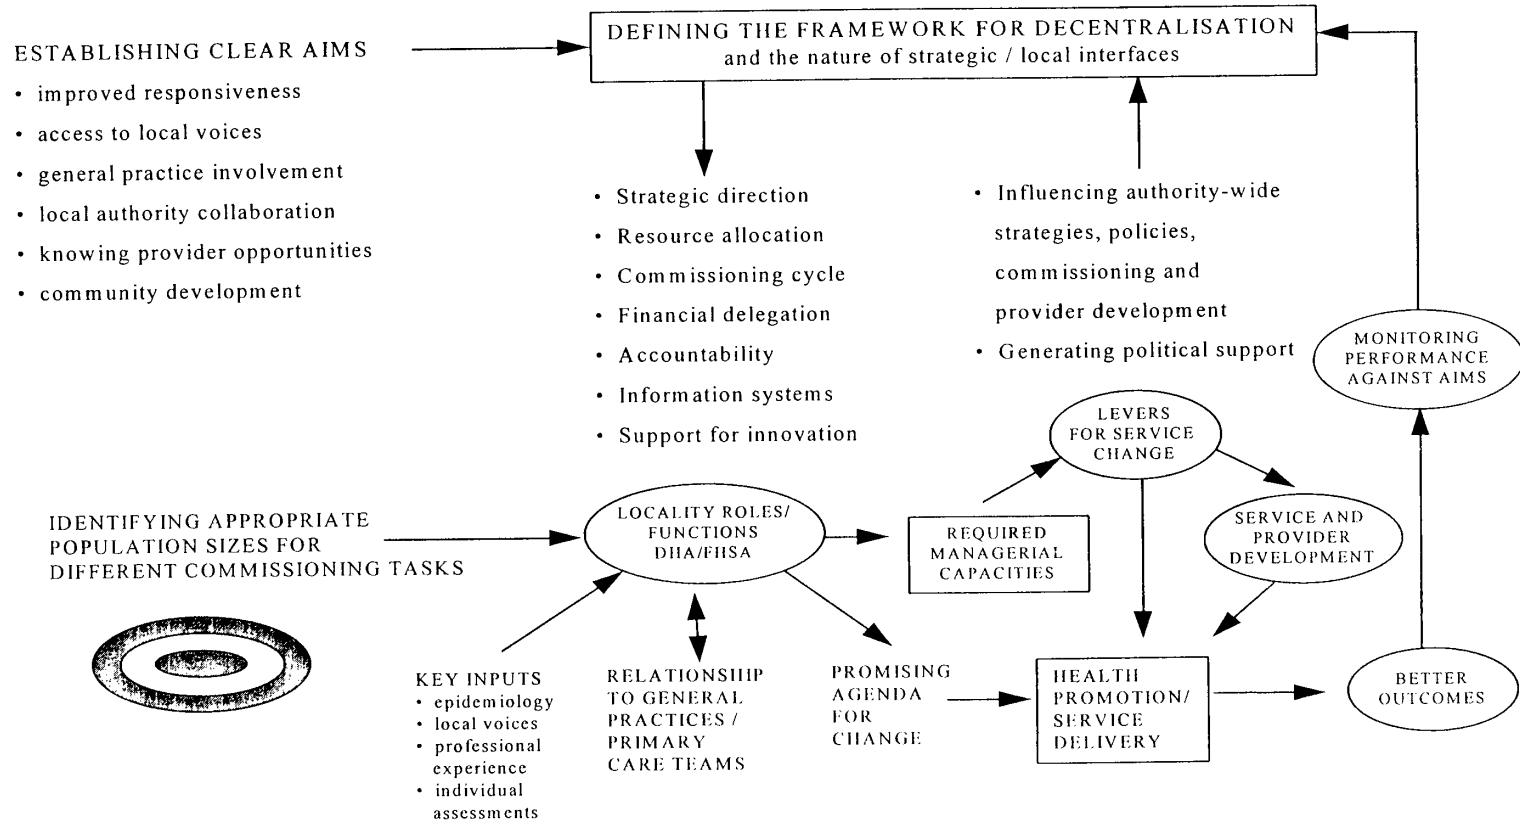 DEFINING THE FRAMEWORK FOR DECENTRALISATION
and the nature of strategic / local interfaces
ESTABLISHING CLEAR AIMS
• improved responsiveness
• access to local voices
• general practice involvement
• local authority collaboration
• knowing provider opportunities
• community development
• Strategic direction
• Resource allocation
• Commissioning cycle
• Financial delegation
• Accountability
• Information systems
• Support for innovation
• Influencing authority-wide
strategies, policies,
commissioning and
provider development
• Generating political support
MONITORING
PERFORMANCE
AGAINST AIMS
LEVERS
FOR SERVICE
CHANGE
IDENTIFYING APPROPRIATE
POPULATION SIZES FOR
DIFFERENT COMMISSIONING TASKS
LOCALITY ROLES/
FUNCTIONS
DHA/FHSA
REQUIRED
MANAGERIAL
CAPACITIES
SERVICE AND
PROVIDER
DEVELOPMENT
KEY INPUTS
• epidemiology
• local voices
• professional
experience
• individual
assessments
RELATIONSHIP
TO GENERAL
PRACTICES /
PRIMARY
CARE TEAMS
PROMISING
AGENDA
FOR
CHANGE
HEALTH
PROMOTION/
SERVICE
DELIVERY
BETTER
OUTCOMES